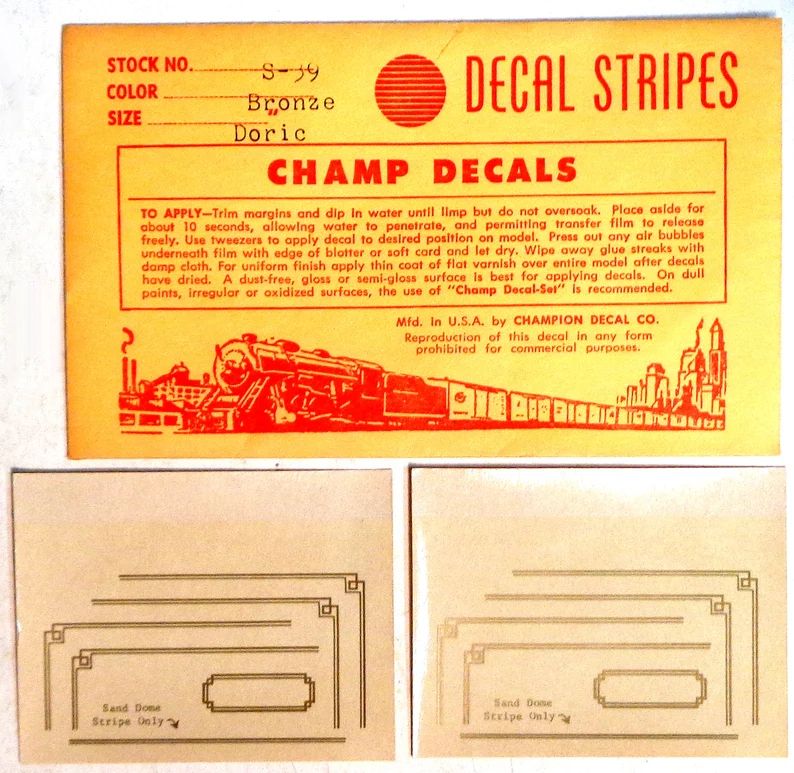 STOCK NO. S-39
COLOR Bronze
SIZE " Doric
DECAL STRIPES
CHAMP DECALS
TO APPLY—Trim margins and dip in water until limp but do not oversoak. Place aside for
about 10 seconds, allowing water to penetrate, and permitting transfer film to release
freely. Use tweezers to apply decal to desired position on model. Press out any air bubbles
underneath film with edge of blotter or soft card and let dry. Wipe away glue streaks with
damp cloth. For uniform finish apply thin coat of flat varnish over entire model after decals
have dried. A dust-free, gloss or semi-gloss surface is best for applying decals. On dull
paints, irregular or oxidized surfaces, the use of "Champ Decal-Set" is recommended.
Mfd. in U.S.A. by CHAMPION DECAL CO.
Reproduction of this decal in any form
prohibited for commercial purposes.
Sand Dome
Stripe Only
Sand Dome
Stripe Only